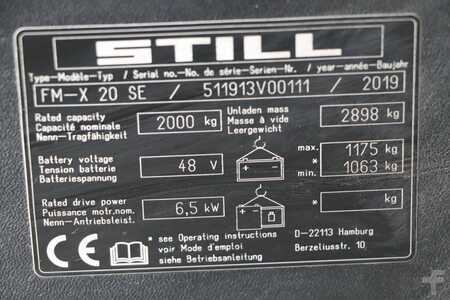 STILL
Type-Modèle-Typ / Serial no.-No. de série-Serien-Nr. / year-année-Baujahr
FM-X 20 SE / 511913V00111 / 2019
Rated capacity
Capacité nominale
Nenn-Tragfähigkeit
2000 kg
Unladen mass
Masse à vide
Leergewicht
2898 kg
Battery voltage
Tension batterie
Batteriespannung
48 V
max. 1175 kg
*
min. 1063 kg
Rated drive power
Puissance motr.nom.
Nenn-Antriebsleist.
6,5 kW
* kg
CE
* see Operating instructions
voir Mode d'emploi
siehe Betriebsanleitung
D-22113 Hamburg
Berzeliusstr. 10